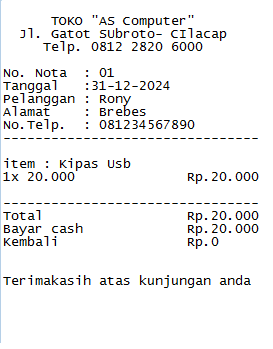 TOKO "AS Computer"
Jl. Gatot SUbroto- CIlacap
Telp. 0812 2820 6000
No. Nota : 01
Tanggal :31-12-2024
Pelanggan : Rony
Alamat : Brebes
No.Telp. : 081234567890
--------------------------------
item : Kipas Usb
1x 20.000 Rp.20.000
--------------------------------
Total Rp.20.000
Bayar cash Rp.20.000
Kembali Rp.0
Terimakasih atas kunjungan anda